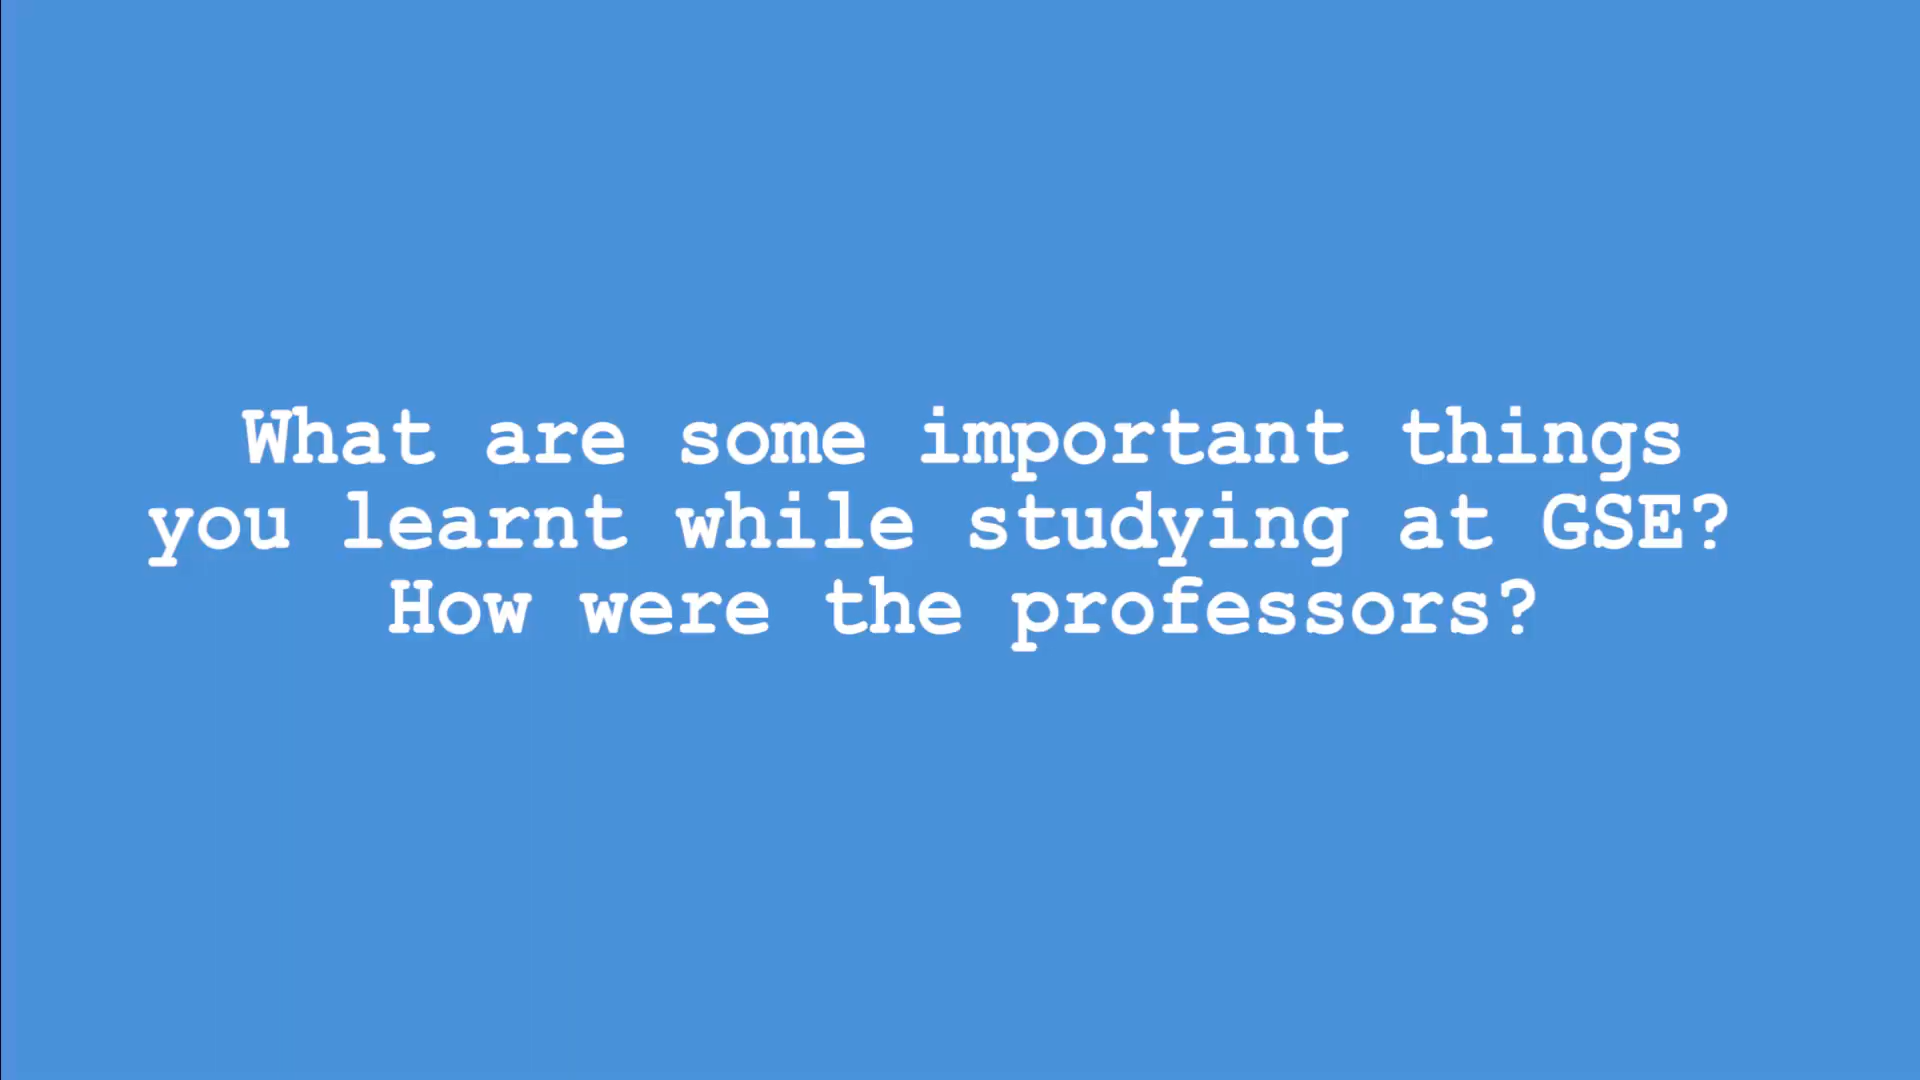 What are some important things
you learnt while studying at GSE?
How were the professors?